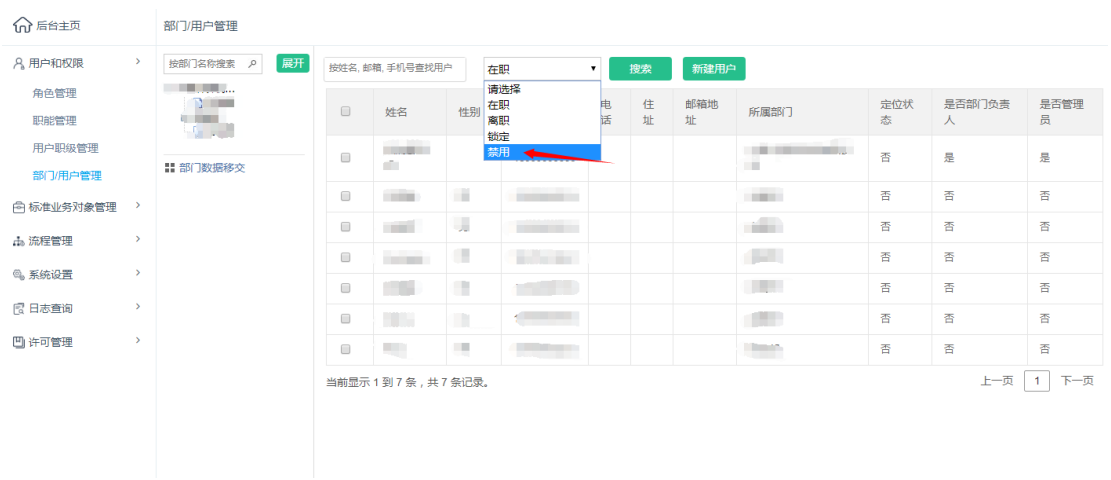 后台主页
部门/用户管理
用户和权限
角色管理
职能管理
用户职级管理
部门/用户管理
标准业务对象管理
流程管理
系统设置
日志查询
许可管理
按部门名称搜索
展开
部门数据移交
按姓名, 邮箱, 手机号查找用户
在职
搜索
新建用户
请选择
在职
离职
锁定
禁用
姓名
性别
电
话
住
址
邮箱地
址
所属部门
定位状
态
是否部门负责
人
是否管理
员
否 是 是
否 否 否
否 否 否
否 否 否
否 否 否
否 否 否
否 否 否
当前显示 1 到 7 条，共 7 条记录。
上一页 1 下一页